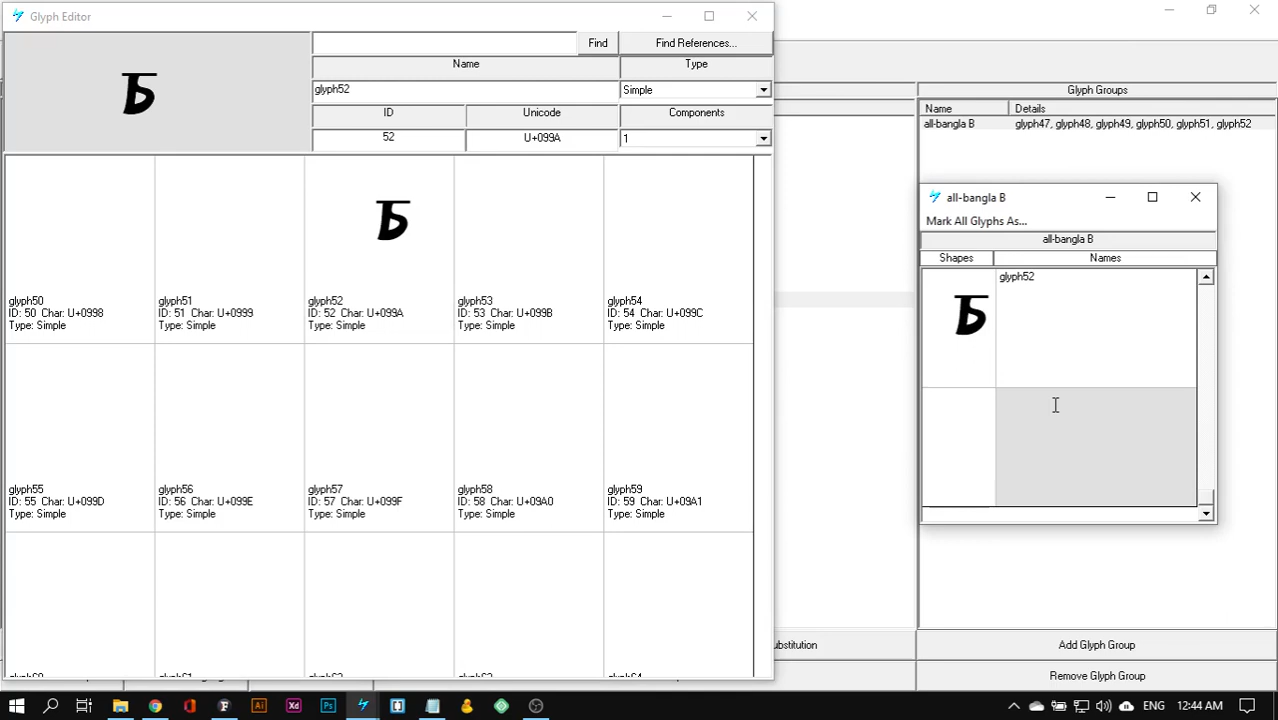 Glyph Editor
Find
Find References...
Name
Type
glyph52
Simple
ID
Unicode
Components
52
U+099A
1
চ
glyph50
ID: 50 Char: U+0998
Type: Simple
glyph51
ID: 51 Char: U+0999
Type: Simple
চ
glyph52
ID: 52 Char: U+099A
Type: Simple
glyph53
ID: 53 Char: U+099B
Type: Simple
glyph54
ID: 54 Char: U+099C
Type: Simple
glyph55
ID: 55 Char: U+099D
Type: Simple
glyph56
ID: 56 Char: U+099E
Type: Simple
glyph57
ID: 57 Char: U+099F
Type: Simple
glyph58
ID: 58 Char: U+09A0
Type: Simple
glyph59
ID: 59 Char: U+09A1
Type: Simple
Glyph Groups
Name Details
all-bangla B glyph47, glyph48, glyph49, glyph50, glyph51, glyph52
all-bangla B
Mark All Glyphs As...
all-bangla B
Shapes Names
চ glyph52
Add Glyph Group
Remove Glyph Group
ENG 12:44 AM